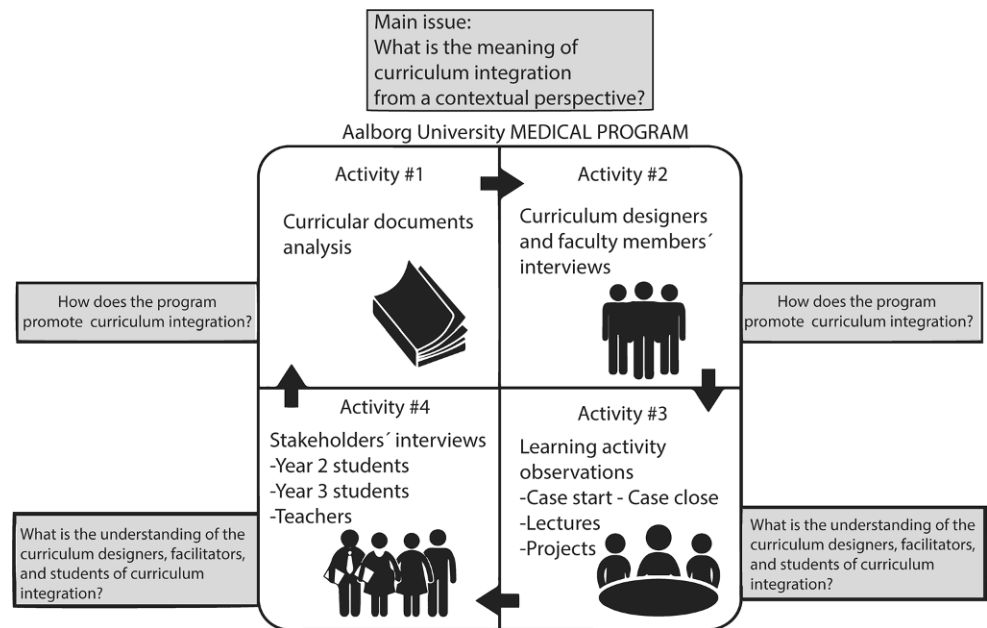 Main issue:
What is the meaning of
curriculum integration
from a contextual perspective?
Aalborg University MEDICAL PROGRAM
Activity #1
Curricular documents
analysis
Activity #2
Curriculum designers
and faculty members´
interviews
How does the program
promote curriculum integration?
How does the program
promote curriculum integration?
Activity #4
Stakeholders´ interviews
-Year 2 students
-Year 3 students
-Teachers
Activity #3
Learning activity
observations
-Case start - Case close
-Lectures
-Projects
What is the understanding of the
curriculum designers, facilitators,
and students of curriculum
integration?
What is the understanding of the
curriculum designers, facilitators,
and students of curriculum
integration?